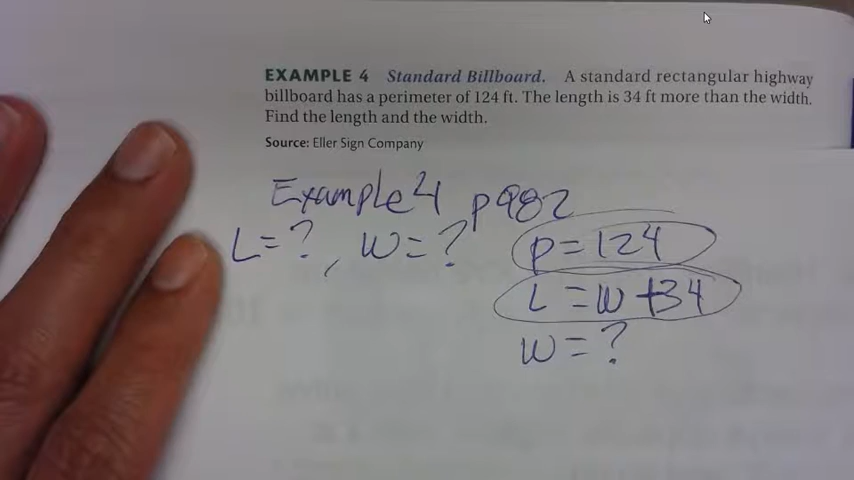 EXAMPLE 4 Standard Billboard. A standard rectangular highway
billboard has a perimeter of 124 ft. The length is 34 ft more than the width.
Find the length and the width.
Source: Eller Sign Company
Example 4 p982
L = ? , W = ?
p = 124
L = W + 34
W = ?